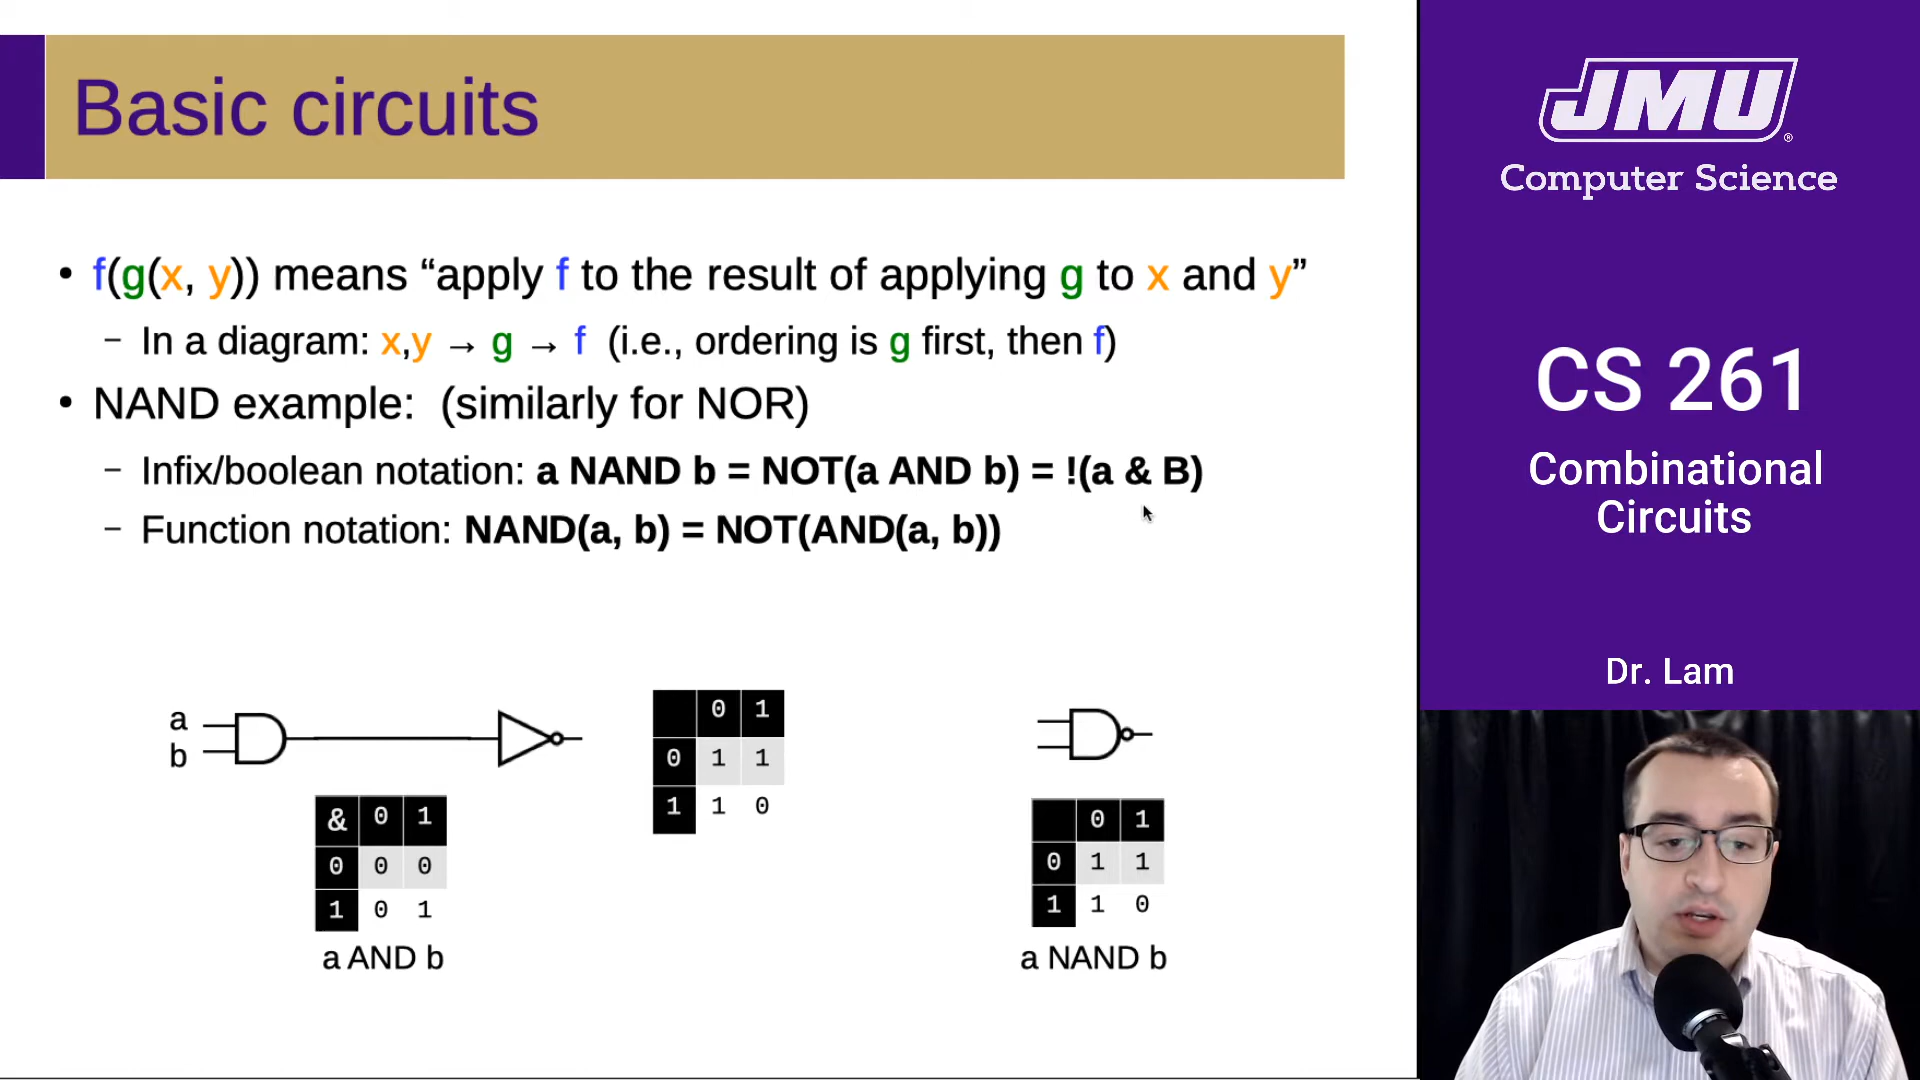 Basic circuits
• f(g(x, y)) means “apply f to the result of applying g to x and y”
– In a diagram: x,y → g → f (i.e., ordering is g first, then f)
• NAND example: (similarly for NOR)
– Infix/boolean notation: a NAND b = NOT(a AND b) = !(a & B)
– Function notation: NAND(a, b) = NOT(AND(a, b))
a
b
& 0 1
0 0 0
1 0 1
a AND b
0 1
0 1 1
1 1 0
0 1
0 1 1
1 1 0
a NAND b
JMU®
Computer Science
CS 261
Combinational
Circuits
Dr. Lam